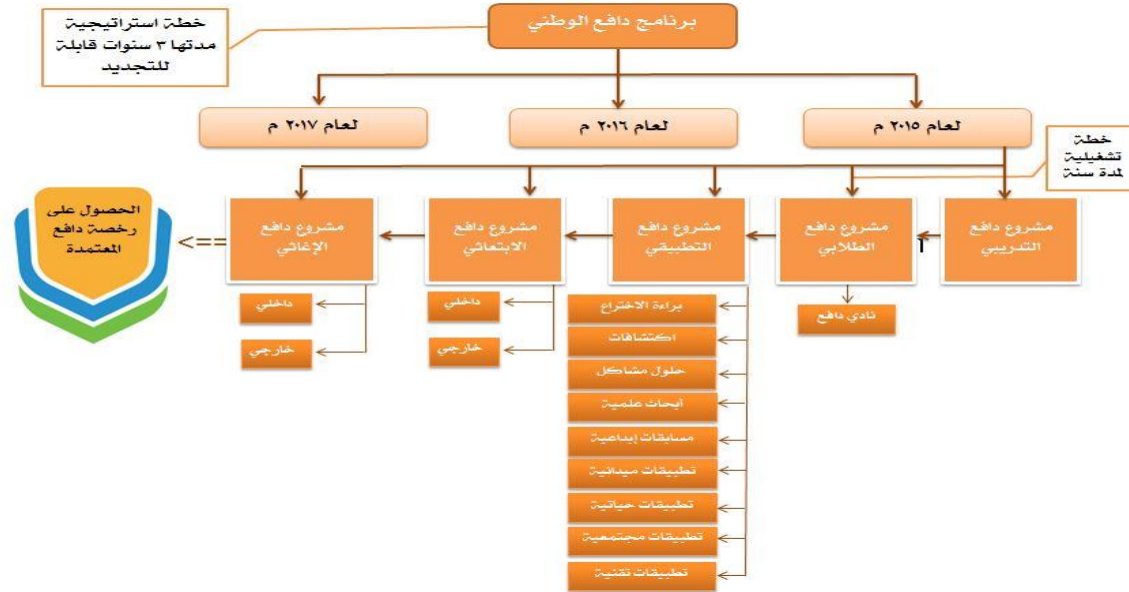 برنامج دافع الوطني
خطة استراتيجية
مدتها ٣ سنوات قابلة
للتجديد
لعام ٢٠١٥ م
لعام ٢٠١٦ م
لعام ٢٠١٧ م
خطة
تشغيلية
لمدة سنة
مشروع دافع
التدريبي
مشروع دافع
الطلابي
مشروع دافع
التطبيقي
مشروع دافع
الابتعاثي
مشروع دافع
الإغاثي
<==
الحصول على
رخصة دافع
المعتمدة
نادي دافع
براءة الاختراع
اكتشافات
حلول مشاكل
أبحاث علمية
مسابقات إبداعية
تطبيقات ميدانية
تطبيقات حياتية
تطبيقات مجتمعية
تطبيقات تقنية
داخلي
خارجي
داخلي
خارجي